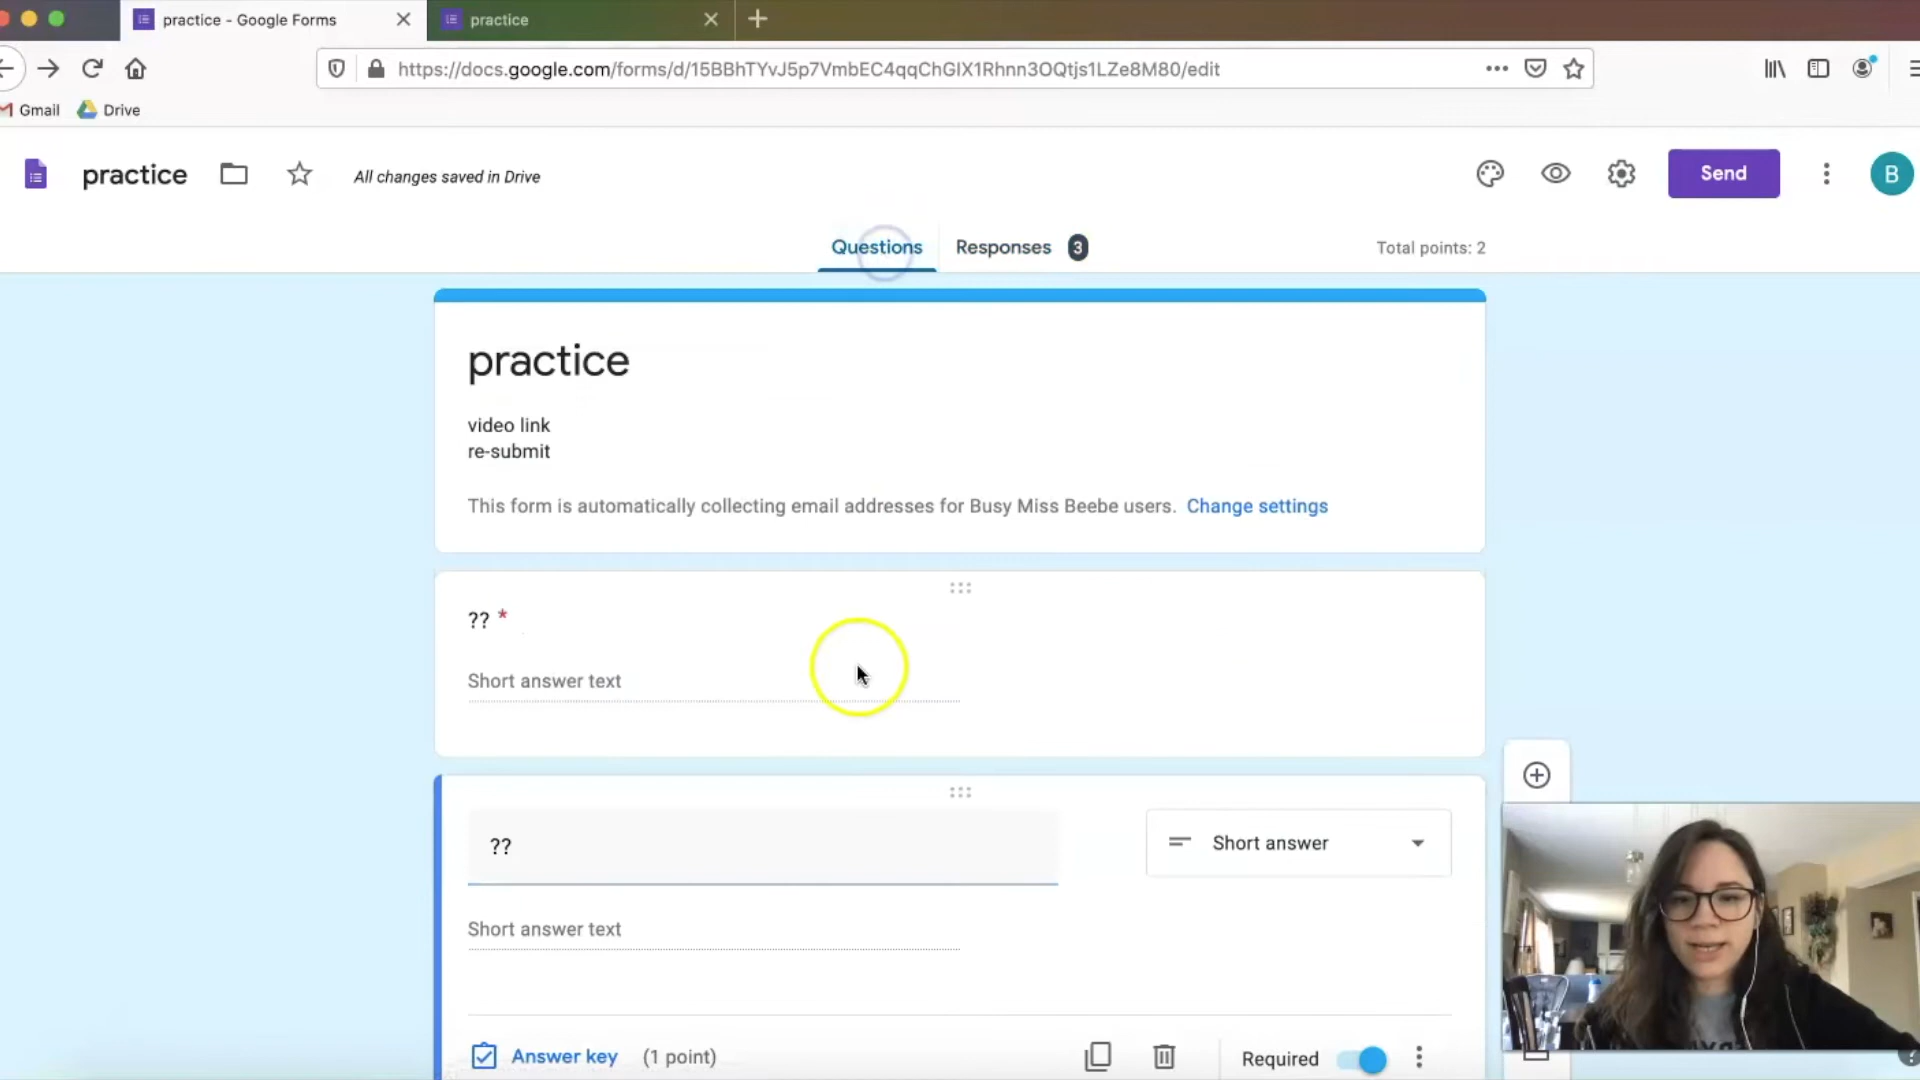 practice - Google Forms
practice
https://docs.google.com/forms/d/15BBhTYvJ5p7VmbEC4qqChGIX1Rhnn3OQtjs1LZe8M80/edit
Gmail
Drive
practice
All changes saved in Drive
Send
B
Questions
Responses 3
Total points: 2
practice
video link
re-submit
This form is automatically collecting email addresses for Busy Miss Beebe users. Change settings
?? *
Short answer text
??
Short answer
Short answer text
Answer key (1 point)
Required